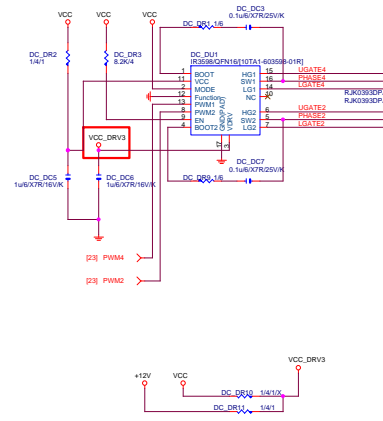 VCC VCC VCC
DC_DC3
0.1u/6/X7R/25V/K
DC_DR1 1/6
DC_DR2
1/4/1
DC_DR3
8.2K/4
DC_DU1
IR3598/QFN16/[10TA1-603598-01R]
1 BOOT HG1 15 UGATE4
11 VCC SW1 16 PHASE4
2 MODE LG1 14 LGATE4
12 Function NC 10
13 PWM1
8 PWM2 HG2 6 UGATE2
9 EN SW2 5 PHASE2
4 BOOT2 LG2 7 LGATE2
GND(PAD)
VDRV
17
3
RJK0393DP
RJK0393DP
VCC_DRV3
DC_DC5
1u/6/X7R/16V/K
DC_DC6
1u/6/X7R/16V/K
DC_DC7
0.1u/6/X7R/25V/K
DC_DR9 1/6
[23] PWM4
[23] PWM2
VCC_DRV3
+12V VCC
DC_DR10 1/4/1/X
DC_DR11 1/4/1